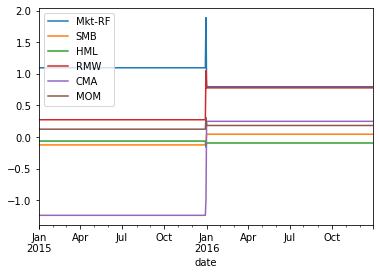 2.0
1.5
1.0
0.5
0.0
−0.5
−1.0
Mkt-RF
SMB
HML
RMW
CMA
MOM
Jan Apr Jul Oct Jan Apr Jul Oct
2015 2016
date